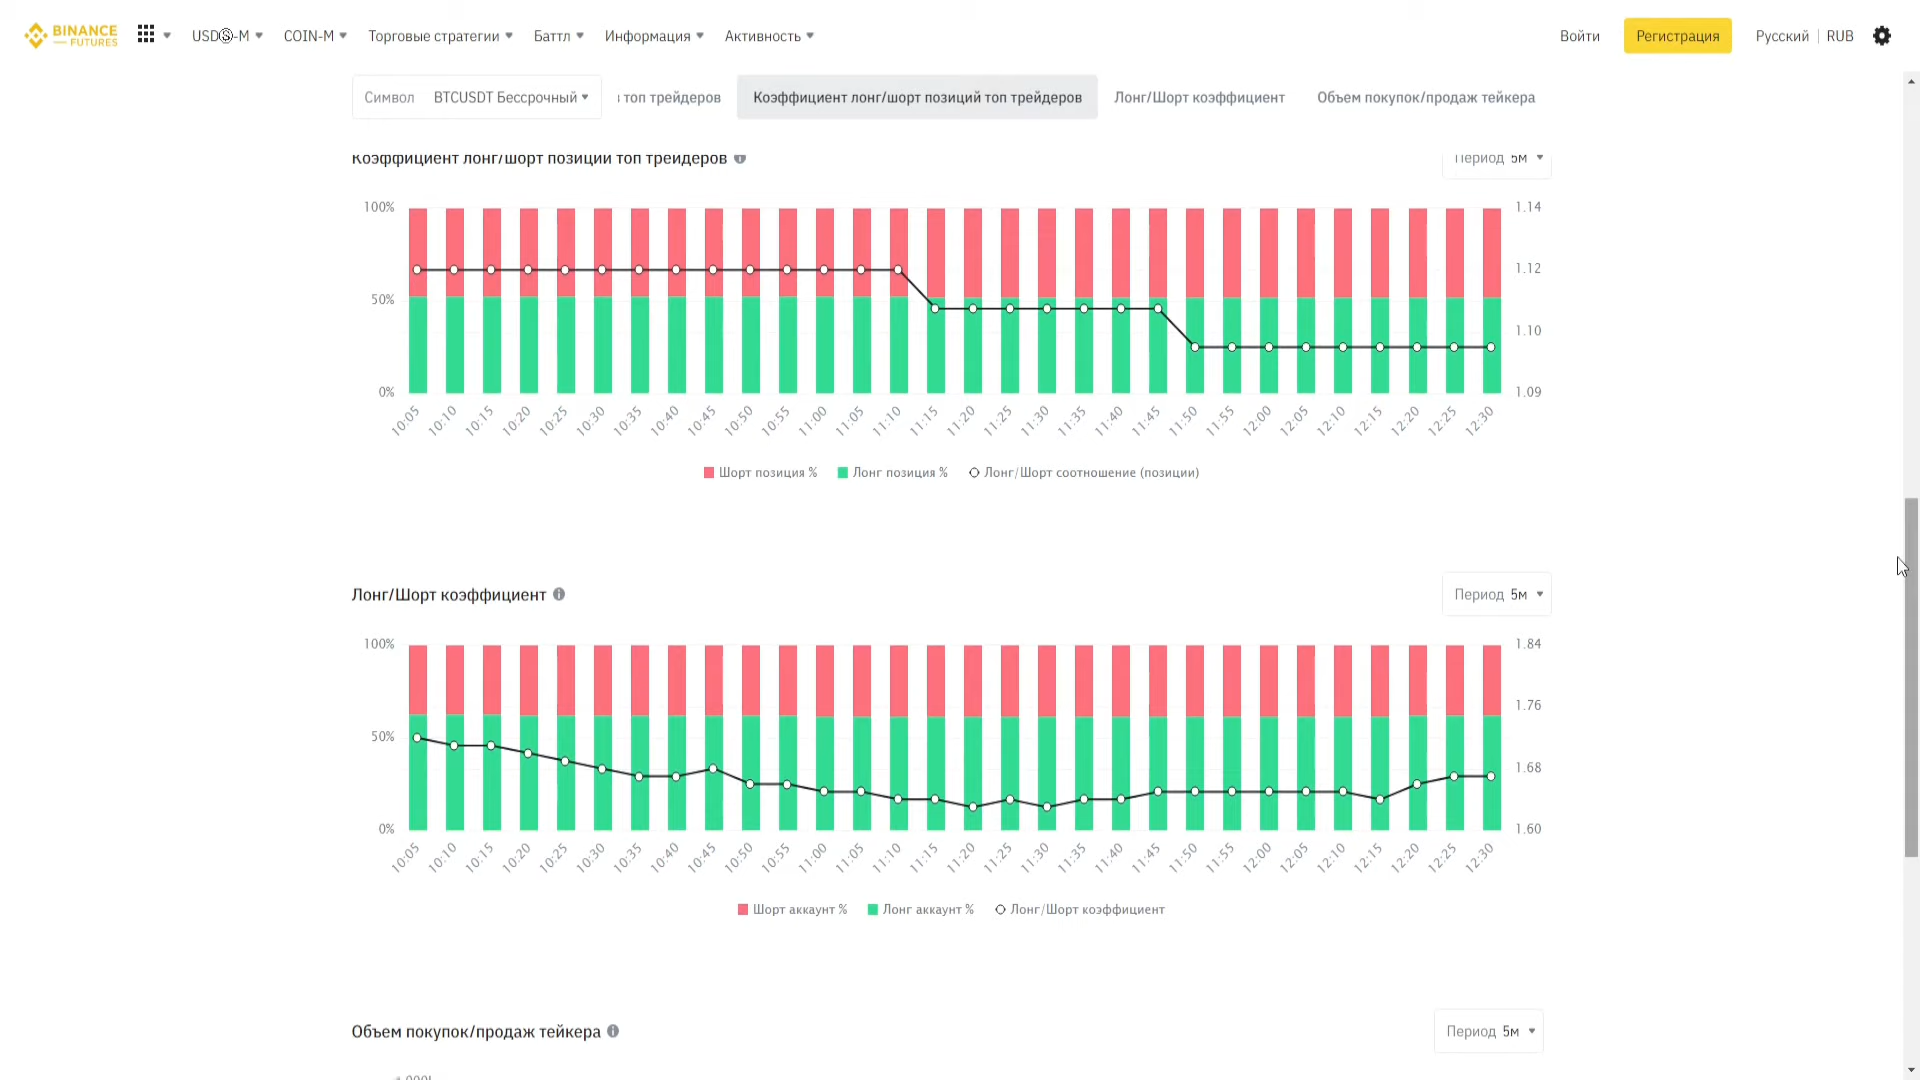 BINANCE
FUTURES
USDⓈ-M
COIN-M
Торговые стратегии
Баттл
Информация
Активность
Войти
Регистрация
Русский
RUB
Символ BTCUSDT Бессрочный
топ трейдеров
Коэффициент лонг/шорт позиций топ трейдеров
Лонг/Шорт коэффициент
Объем покупок/продаж тейкера
Коэффициент лонг/шорт позиций топ трейдеров
Период 5м
100% 1.14
1.12
50%
1.10
0% 1.09
10:05 10:10 10:15 10:20 10:25 10:30 10:35 10:40 10:45 10:50 10:55 11:00 11:05 11:10 11:15 11:20 11:25 11:30 11:35 11:40 11:45 11:50 11:55 12:00 12:05 12:10 12:15 12:20 12:25 12:30
Шорт позиция % Лонг позиция % Лонг/Шорт соотношение (позиции)
Лонг/Шорт коэффициент
Период 5м
100% 1.84
1.76
50%
1.68
0% 1.60
10:05 10:10 10:15 10:20 10:25 10:30 10:35 10:40 10:45 10:50 10:55 11:00 11:05 11:10 11:15 11:20 11:25 11:30 11:35 11:40 11:45 11:50 11:55 12:00 12:05 12:10 12:15 12:20 12:25 12:30
Шорт аккаунт % Лонг аккаунт % Лонг/Шорт коэффициент
Объем покупок/продаж тейкера
Период 5м